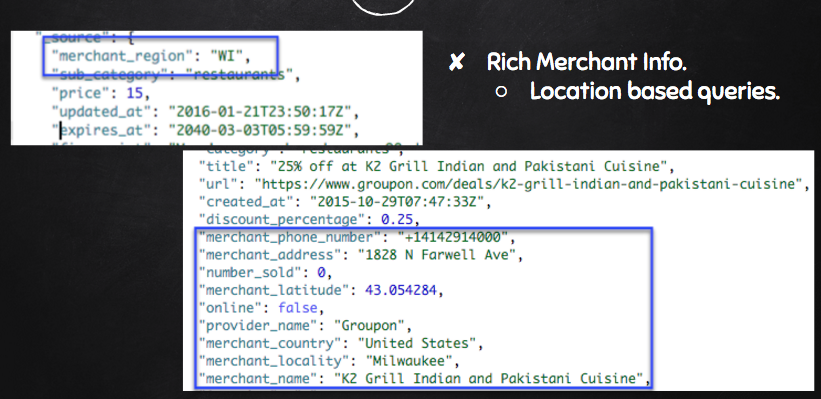 "_source": {
"merchant_region": "WI",
"sub_category": "restaurants",
"price": 15,
"updated_at": "2016-01-21T23:50:17Z",
"expires_at": "2040-03-03T05:59:59Z",
✘ Rich Merchant Info.
○ Location based queries.
"category": "restaurants",
"title": "25% off at K2 Grill Indian and Pakistani Cuisine",
"url": "https://www.groupon.com/deals/k2-grill-indian-and-pakistani-cuisine",
"created_at": "2015-10-29T07:47:33Z",
"discount_percentage": 0.25,
"merchant_phone_number": "+14142914000",
"merchant_address": "1828 N Farwell Ave",
"number_sold": 0,
"merchant_latitude": 43.054284,
"online": false,
"provider_name": "Groupon",
"merchant_country": "United States",
"merchant_locality": "Milwaukee",
"merchant_name": "K2 Grill Indian and Pakistani Cuisine",